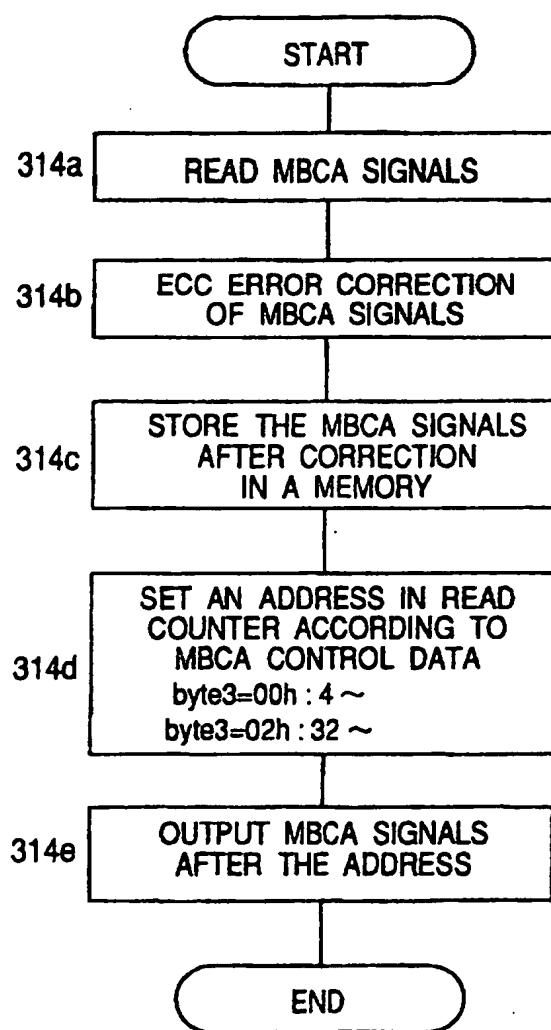 START
314a
READ MBCA SIGNALS
314b
ECC ERROR CORRECTION
OF MBCA SIGNALS
314c
STORE THE MBCA SIGNALS
AFTER CORRECTION
IN A MEMORY
314d
SET AN ADDRESS IN READ
COUNTER ACCORDING TO
MBCA CONTROL DATA
byte3=00h : 4 ~
byte3=02h : 32 ~
314e
OUTPUT MBCA SIGNALS
AFTER THE ADDRESS
END